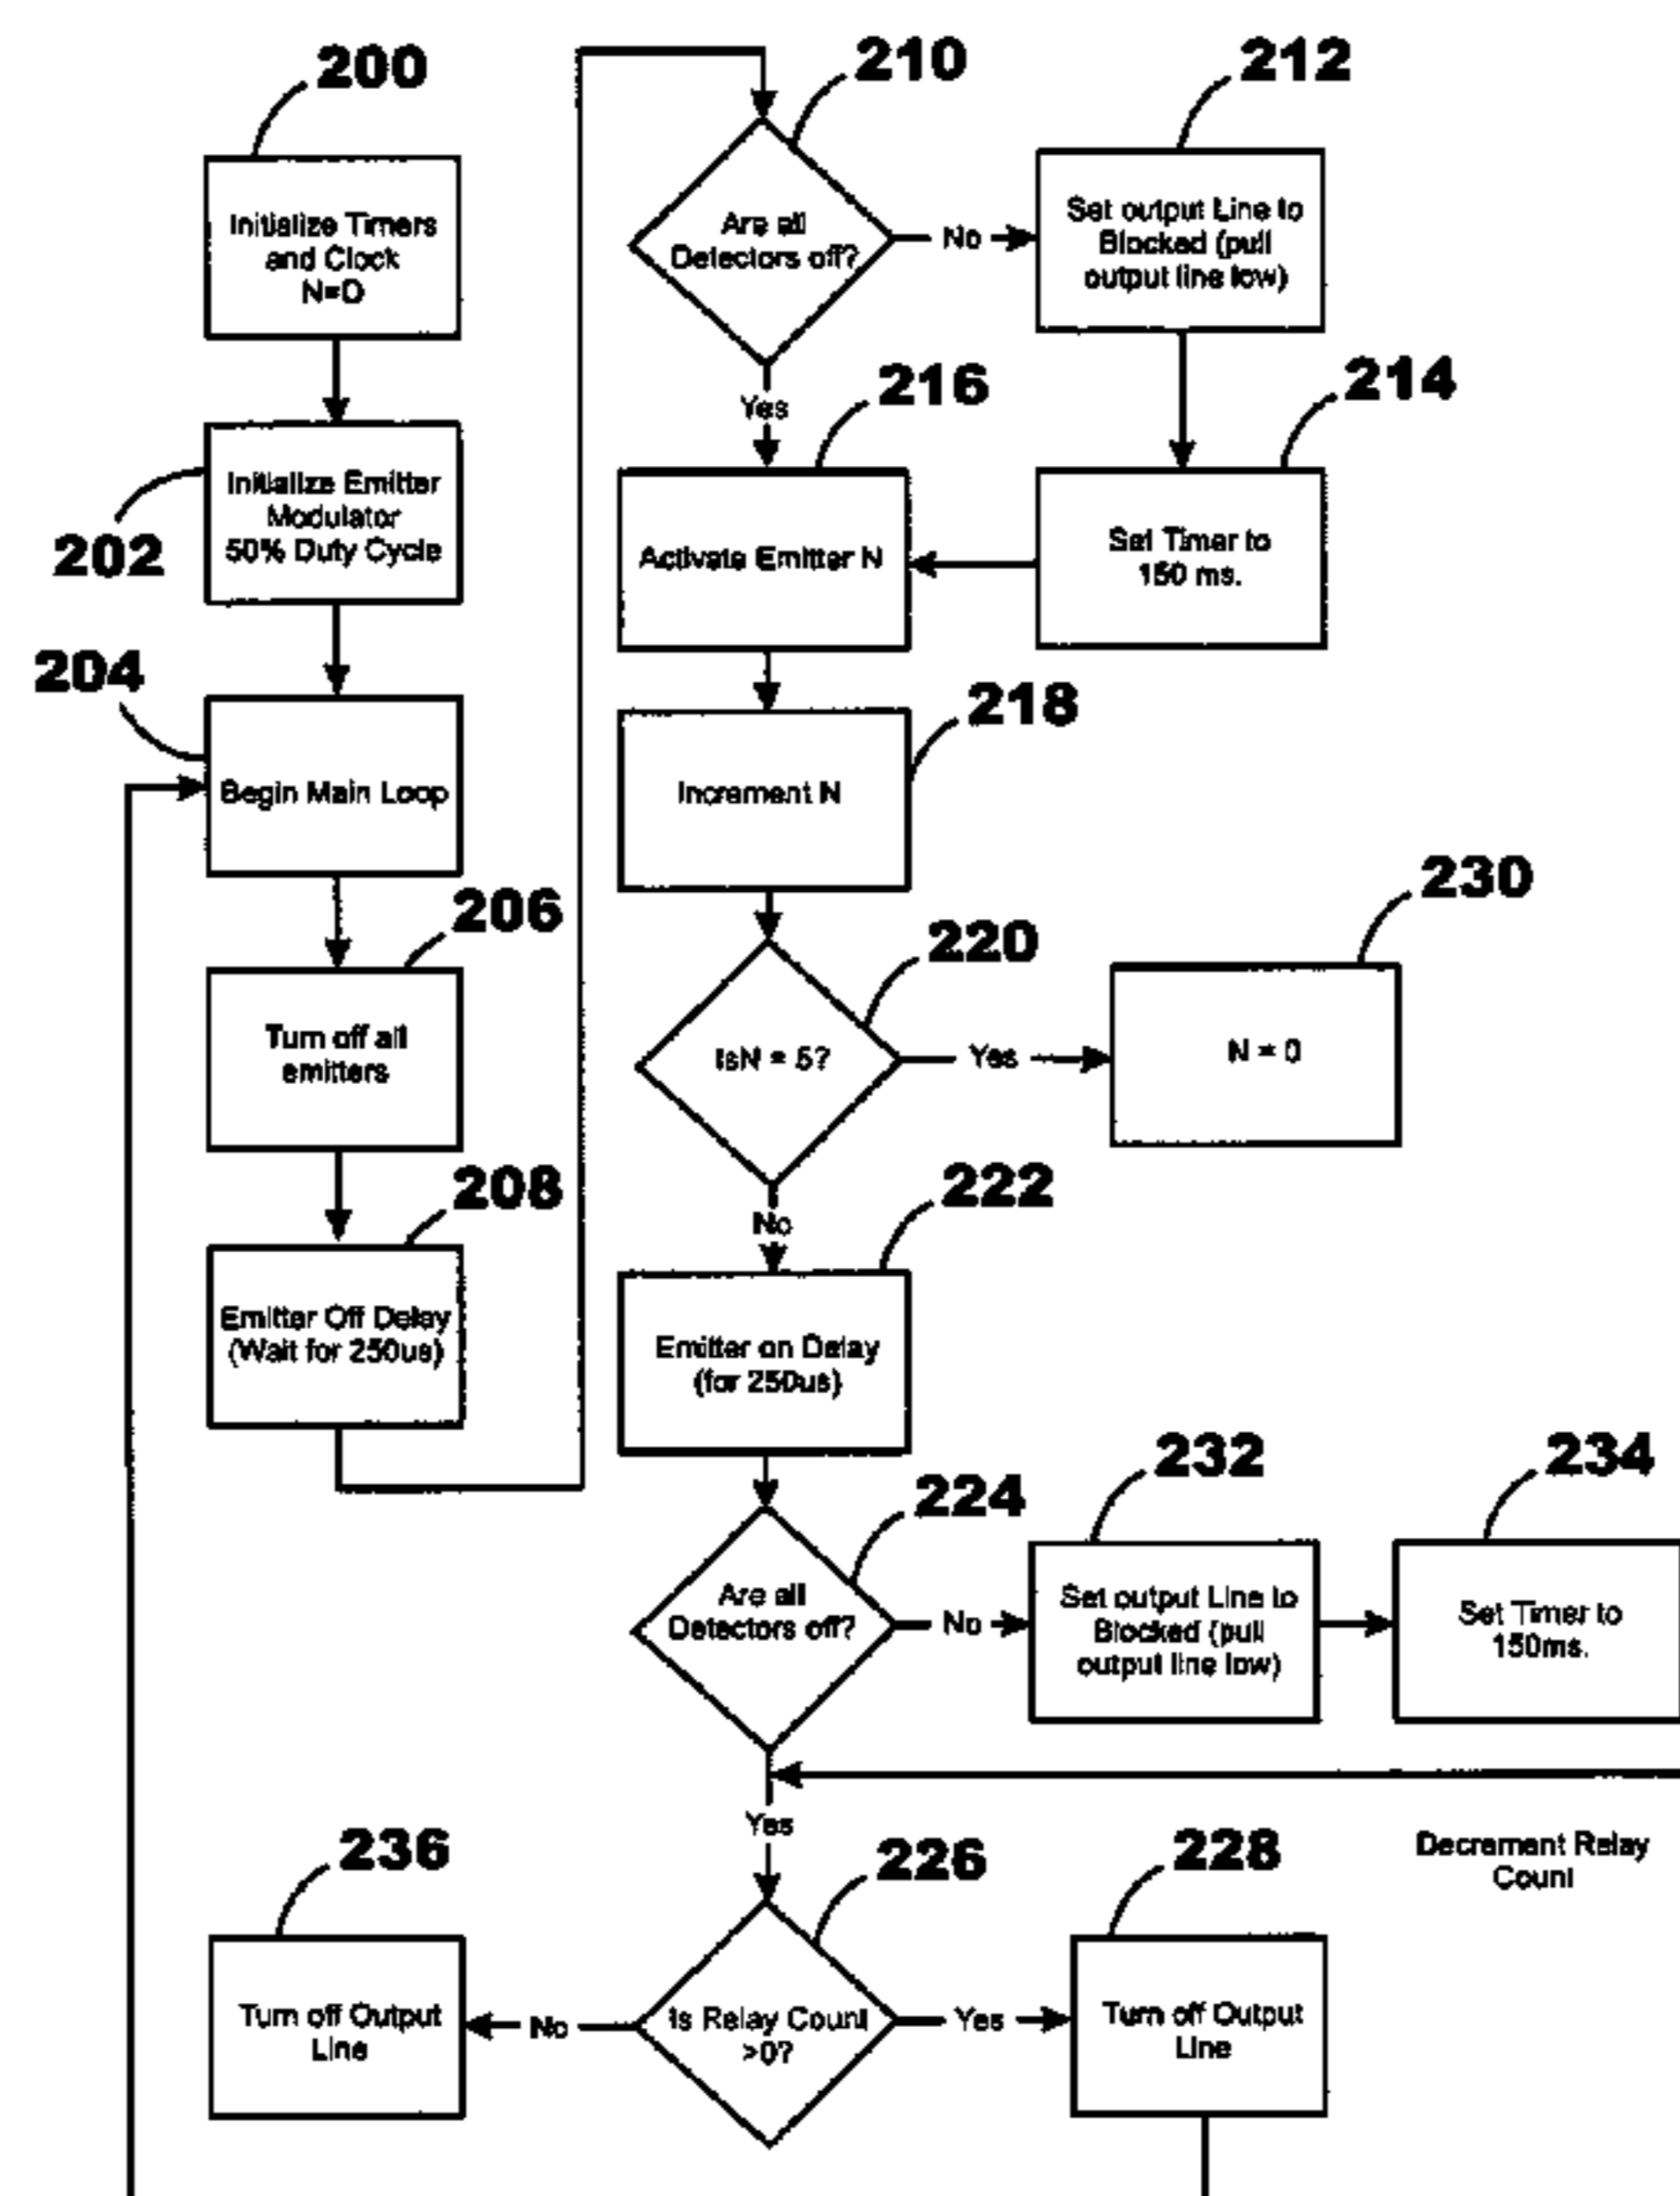 200
Initialize Timers
and Clock
N=0
202
Initialize Emitter
Modulator
50% Duty Cycle
204
Begin Main Loop
206
Turn off all
emitters
208
Emitter Off Delay
(Wait for 250us)
210
Are all
Detectors off?
No
Yes
212
Set output Line to
Blocked (pull
output line low)
214
Set Timer to
150 ms.
216
Activate Emitter N
218
Increment N
220
IsN = 5?
Yes
No
230
N = 0
222
Emitter on Delay
(for 250us)
224
Are all
Detectors off?
No
Yes
232
Set output Line to
Blocked (pull
output line low)
234
Set Timer to
150ms.
Decrement Relay
Count
226
Is Relay Count
>0?
No
Yes
236
Turn off Output
Line
228
Turn off Output
Line